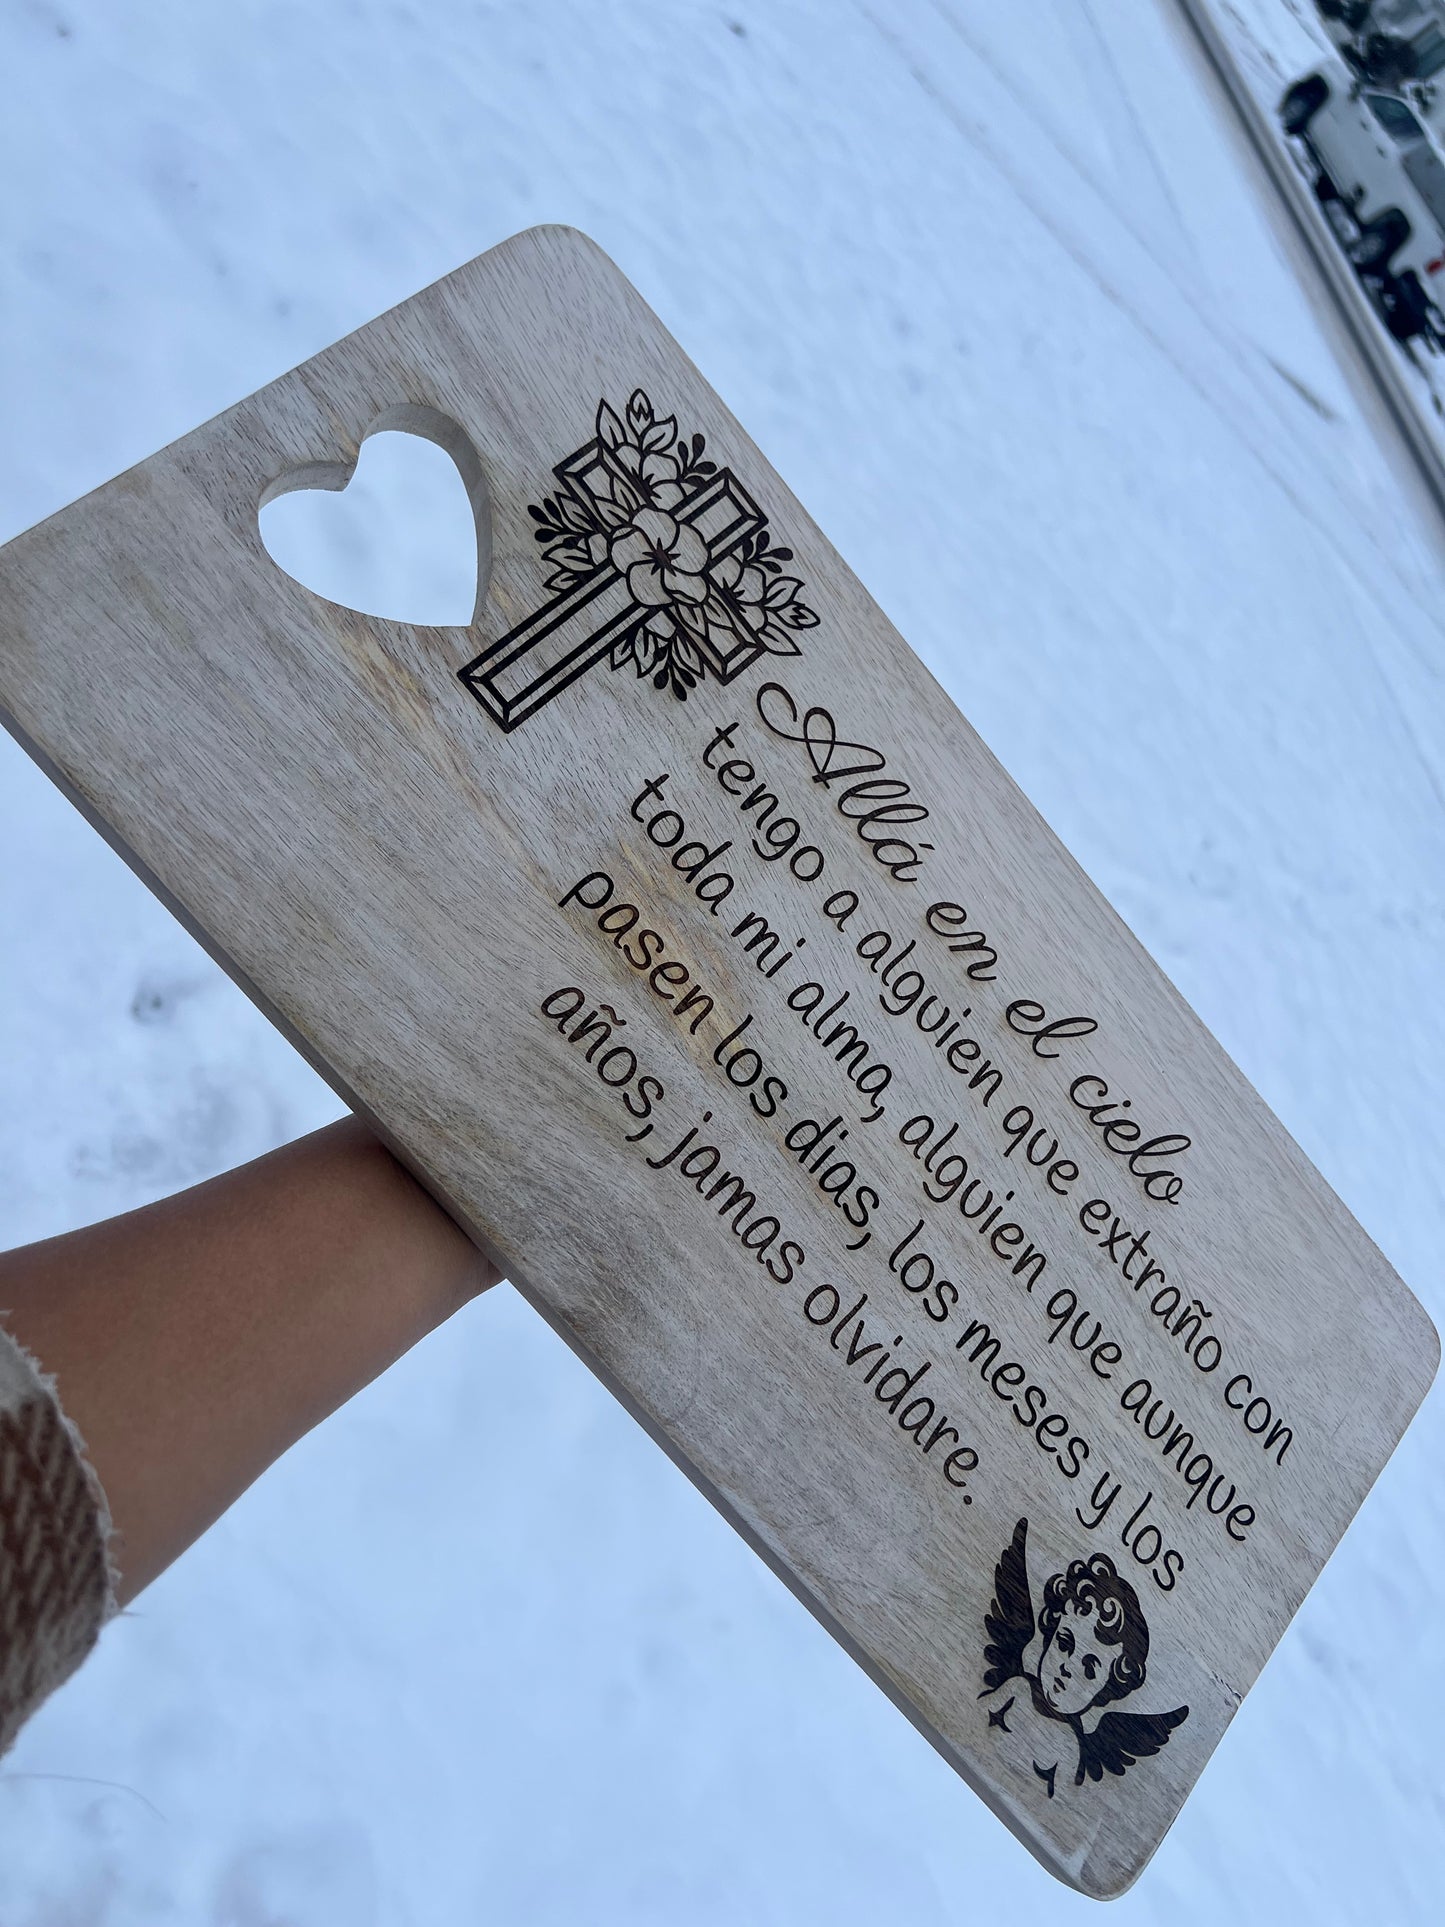 Allá en el cielo
tengo a alguien que extraño con
toda mi alma, alguien que aunque
pasen los dias, los meses y los
años, jamas olvidare.